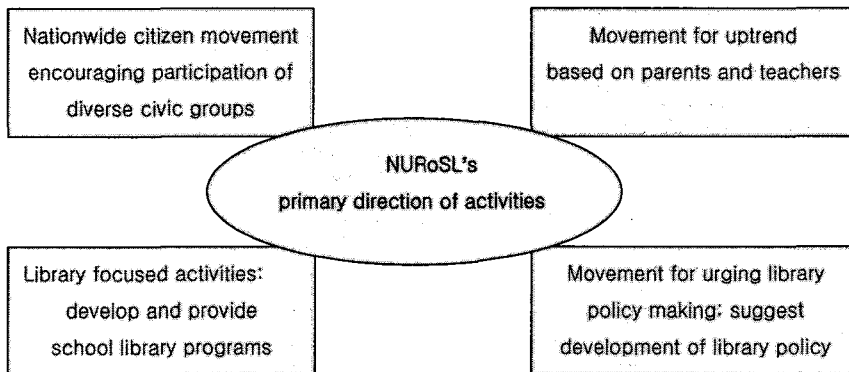 Nationwide citizen movement
encouraging participation of
diverse civic groups
Movement for uptrend
based on parents and teachers
NURoSL's
primary direction of activities
Library focused activities:
develop and provide
school library programs
Movement for urging library
policy making: suggest
development of library policy